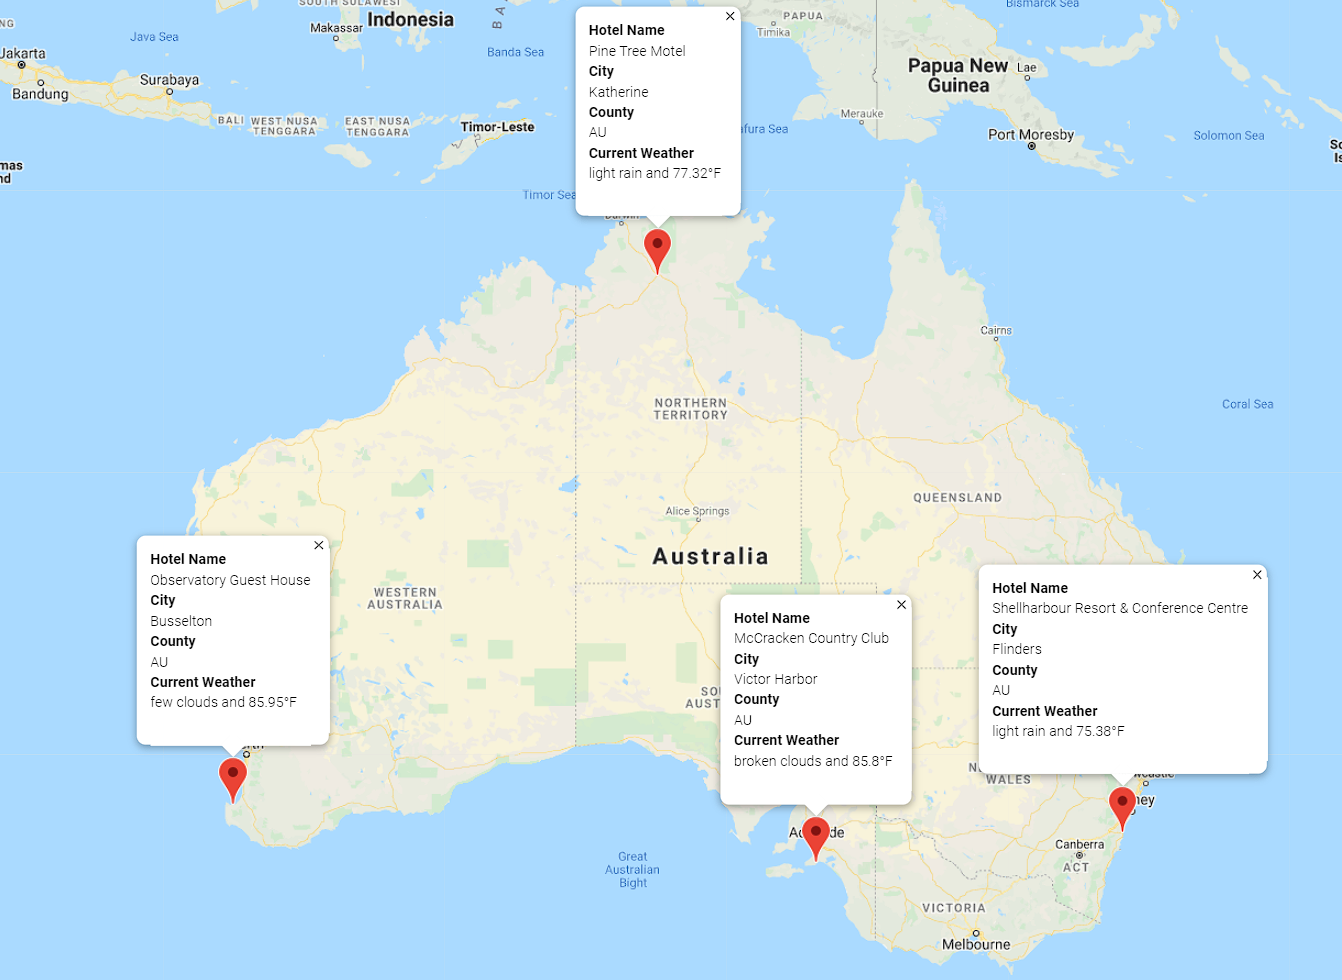 SOUTH SULAWESI
Indonesia
Makassar
Java Sea
Banda Sea
Jakarta
Bandung
Surabaya
BALI
WEST NUSA
TENGGARA
EAST NUSA
TENGGARA
Timor-Leste
Timor Sea
PAPUA
Timika
Papua New
Guinea
Lae
Merauke
Port Moresby
Bismarck Sea
Solomon Sea
Hotel Name
Pine Tree Motel
City
Katherine
County
AU
Current Weather
light rain and 77.32°F
Darwin
Cairns
Coral Sea
NORTHERN
TERRITORY
QUEENSLAND
Alice Springs
Australia
WESTERN
AUSTRALIA
Hotel Name
Observatory Guest House
City
Busselton
County
AU
Current Weather
few clouds and 85.95°F
Hotel Name
McCracken Country Club
City
Victor Harbor
County
AU
Current Weather
broken clouds and 85.8°F
Hotel Name
Shellharbour Resort & Conference Centre
City
Flinders
County
AU
Current Weather
light rain and 75.38°F
WALES
Canberra
ACT
Great
Australian
Bight
VICTORIA
Melbourne